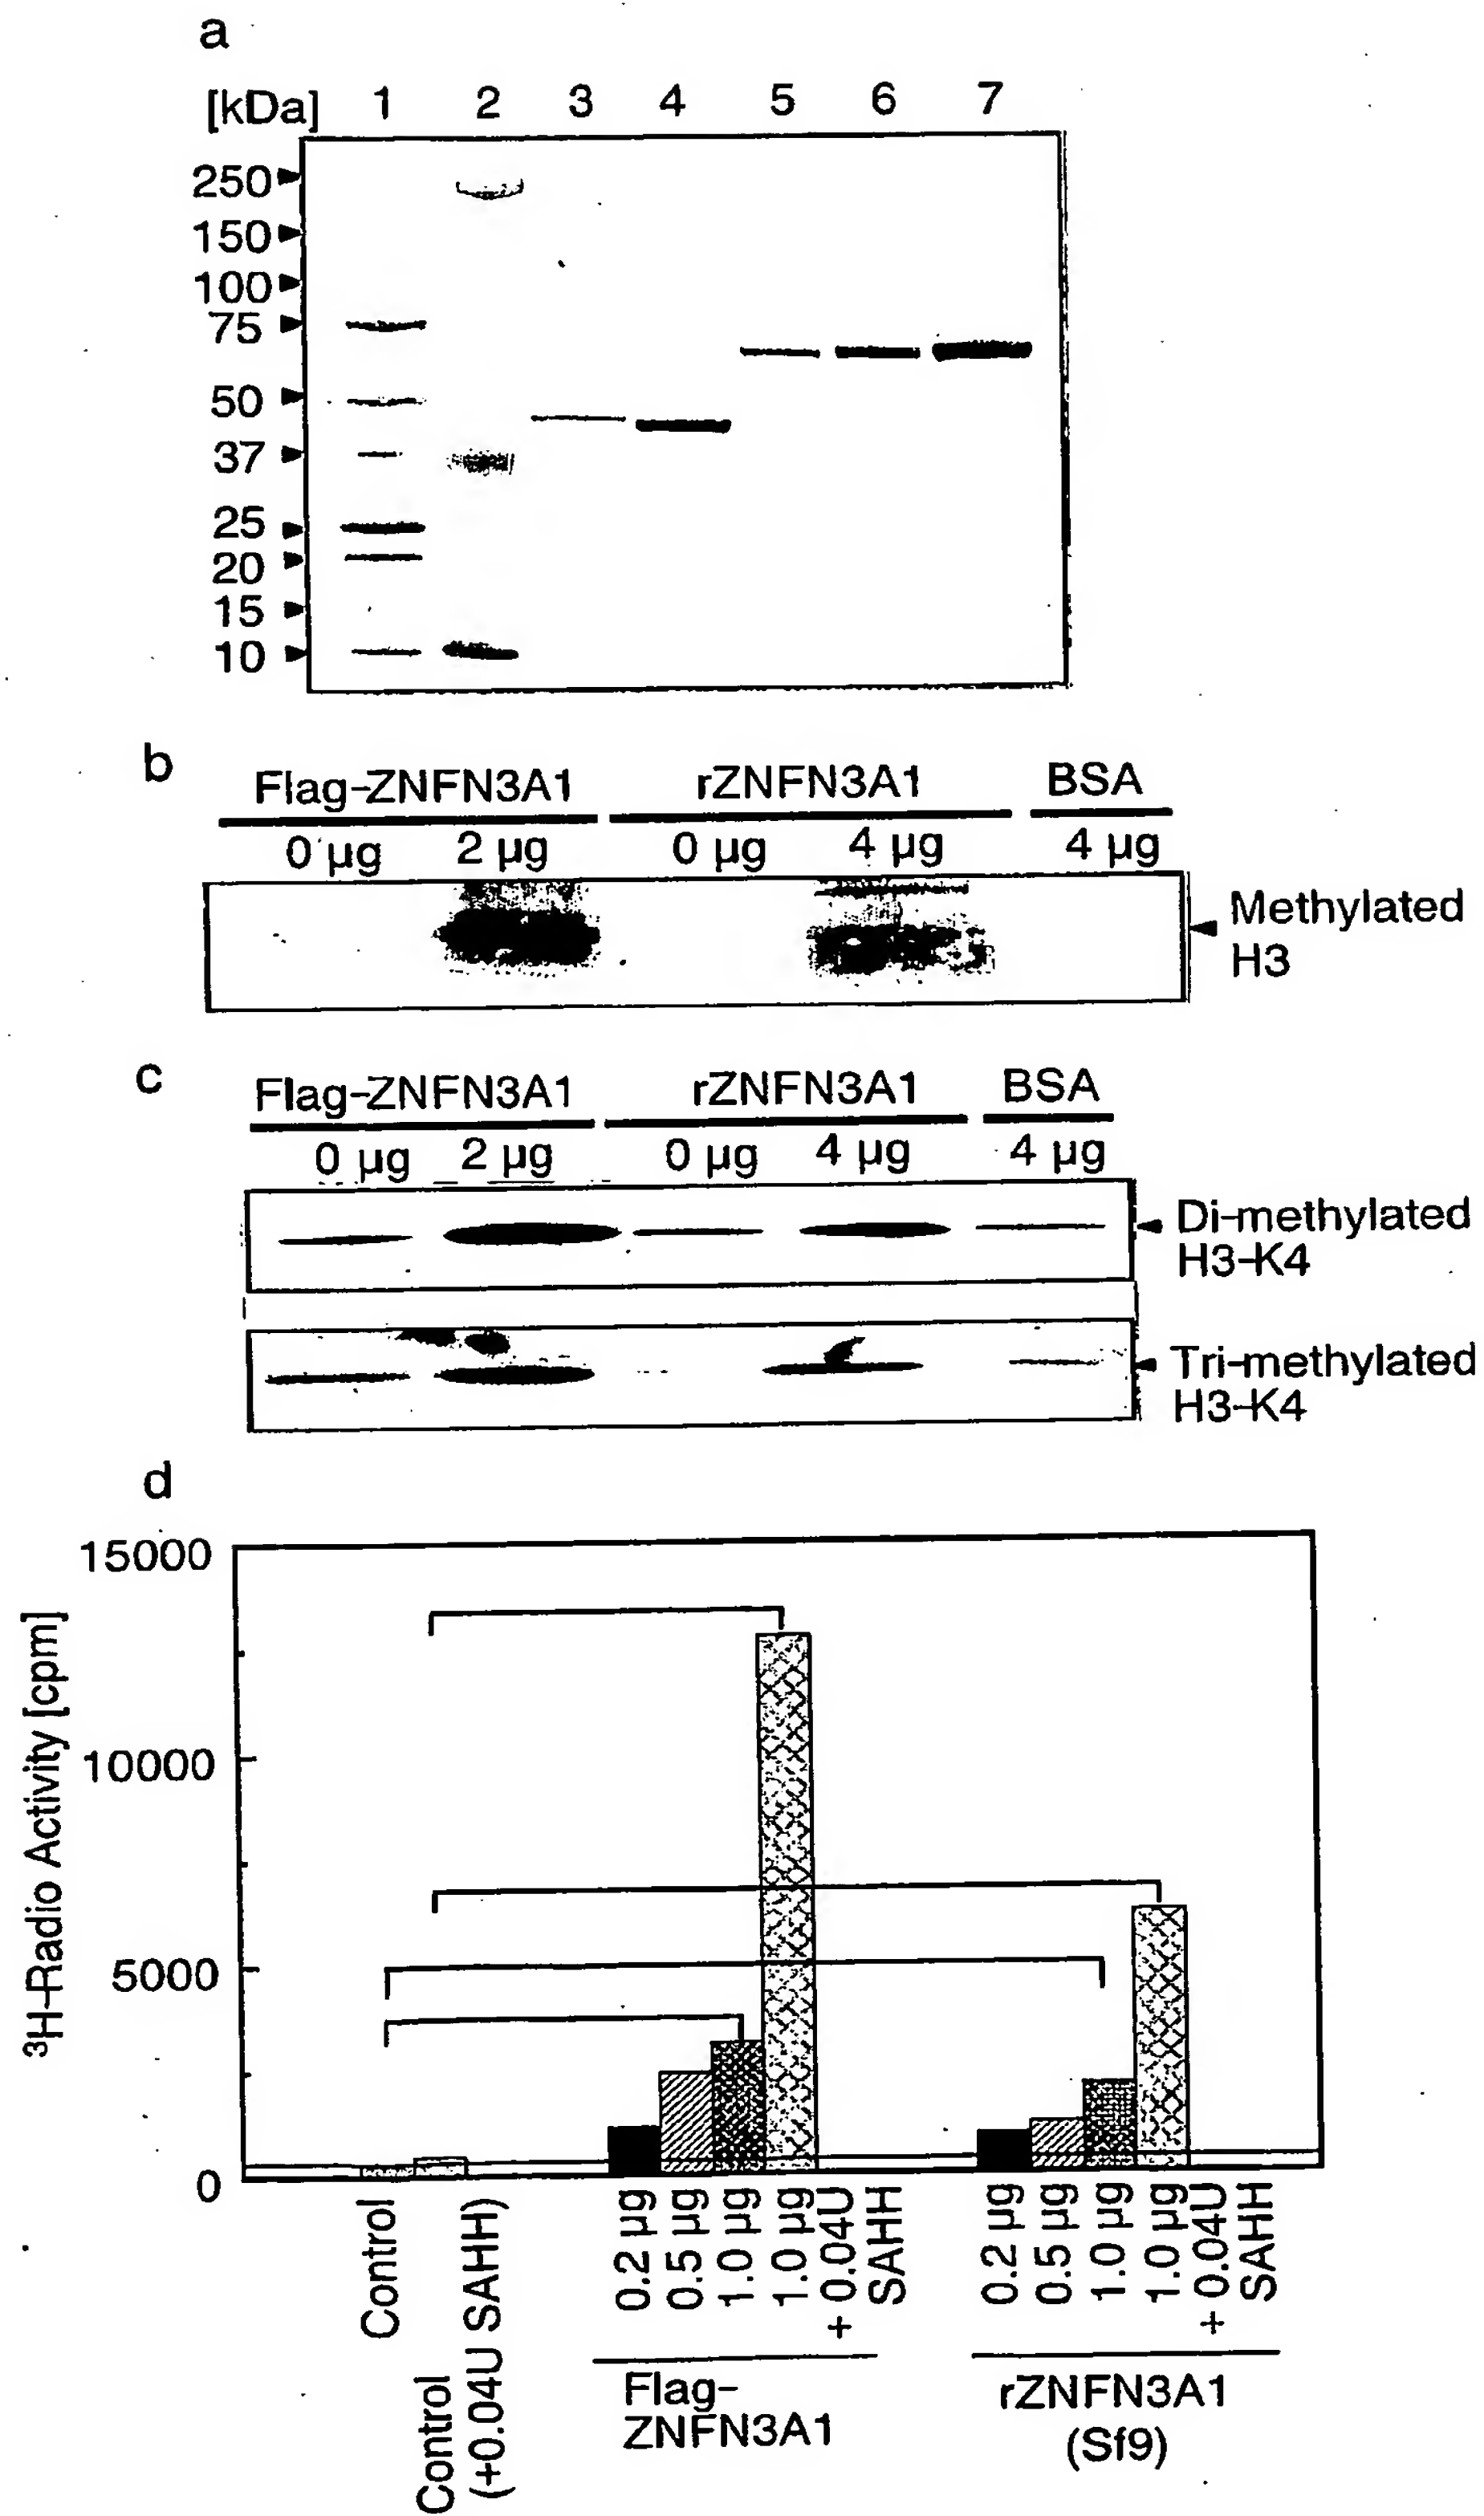 a
[kDa] 1 2 3 4 5 6 7
250
150
100
75
50
37
25
20
15
10
b
Flag-ZNFN3A1 rZNFN3A1 BSA
0 µg 2 µg 0 µg 4 µg 4 µg
Methylated
H3
c
Flag-ZNFN3A1 rZNFN3A1 BSA
0 µg 2 µg 0 µg 4 µg 4 µg
Di-methylated
H3-K4
Tri-methylated
H3-K4
d
³H-Radio Activity [cpm]
15000
10000
5000
0
Control
Control
(+0.04U SAHH)
0.2 µg
0.5 µg
1.0 µg
1.0 µg
+ 0.04U
SAHH
0.2 µg
0.5 µg
1.0 µg
1.0 µg
+ 0.04U
SAHH
Flag-
ZNFN3A1
rZNFN3A1
(Sf9)